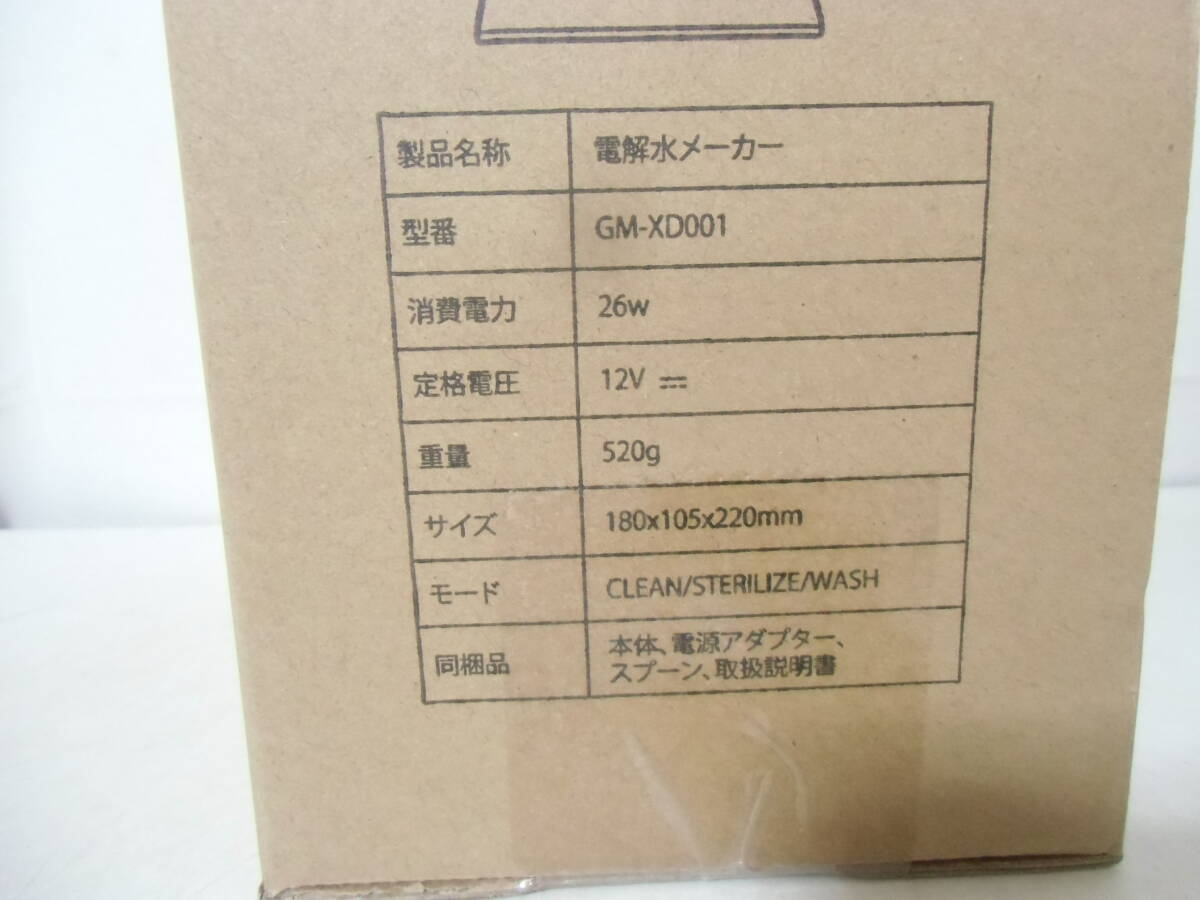 製品名称 電解水メーカー
型番 GM-XD001
消費電力 26w
定格電圧 12V ⎓
重量 520g
サイズ 180x105x220mm
モード CLEAN/STERILIZE/WASH
同梱品 本体、電源アダプター、
スプーン、取扱説明書